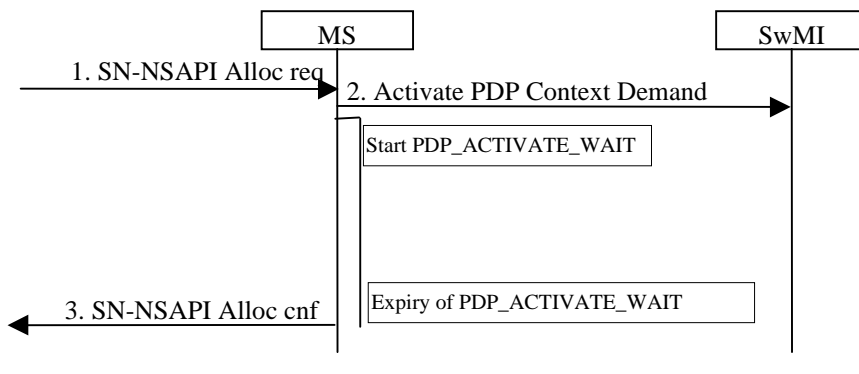 MS
SwMI
1. SN-NSAPI Alloc req
2. Activate PDP Context Demand
Start PDP_ACTIVATE_WAIT
Expiry of PDP_ACTIVATE_WAIT
3. SN-NSAPI Alloc cnf